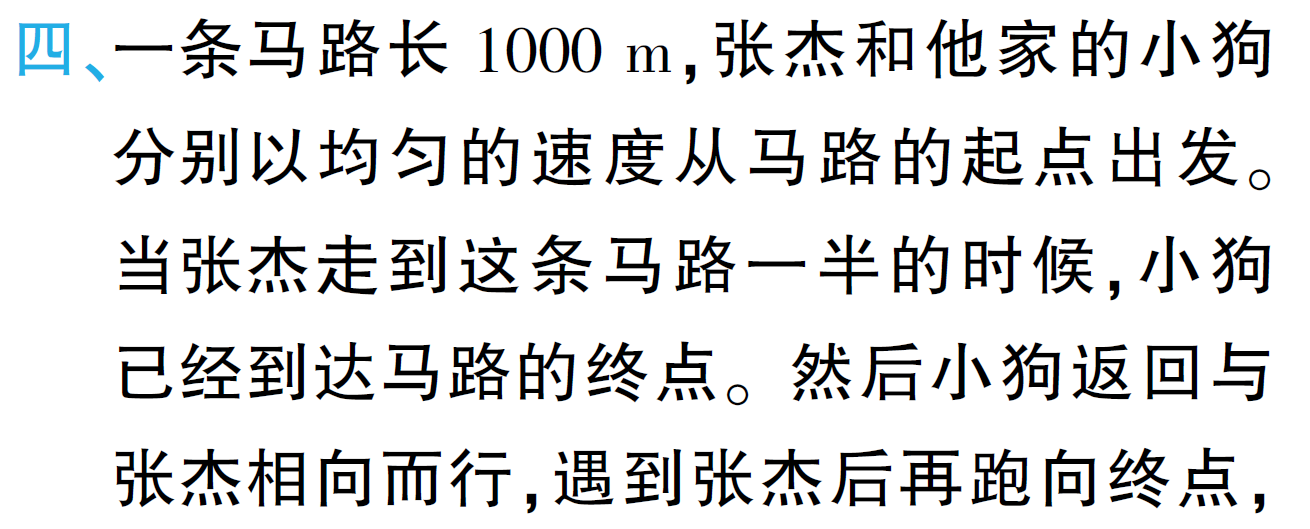 四、一条马路长 1000 m,张杰和他家的小狗
分别以均匀的速度从马路的起点出发。
当张杰走到这条马路一半的时候,小狗
已经到达马路的终点。然后小狗返回与
张杰相向而行,遇到张杰后再跑向终点,